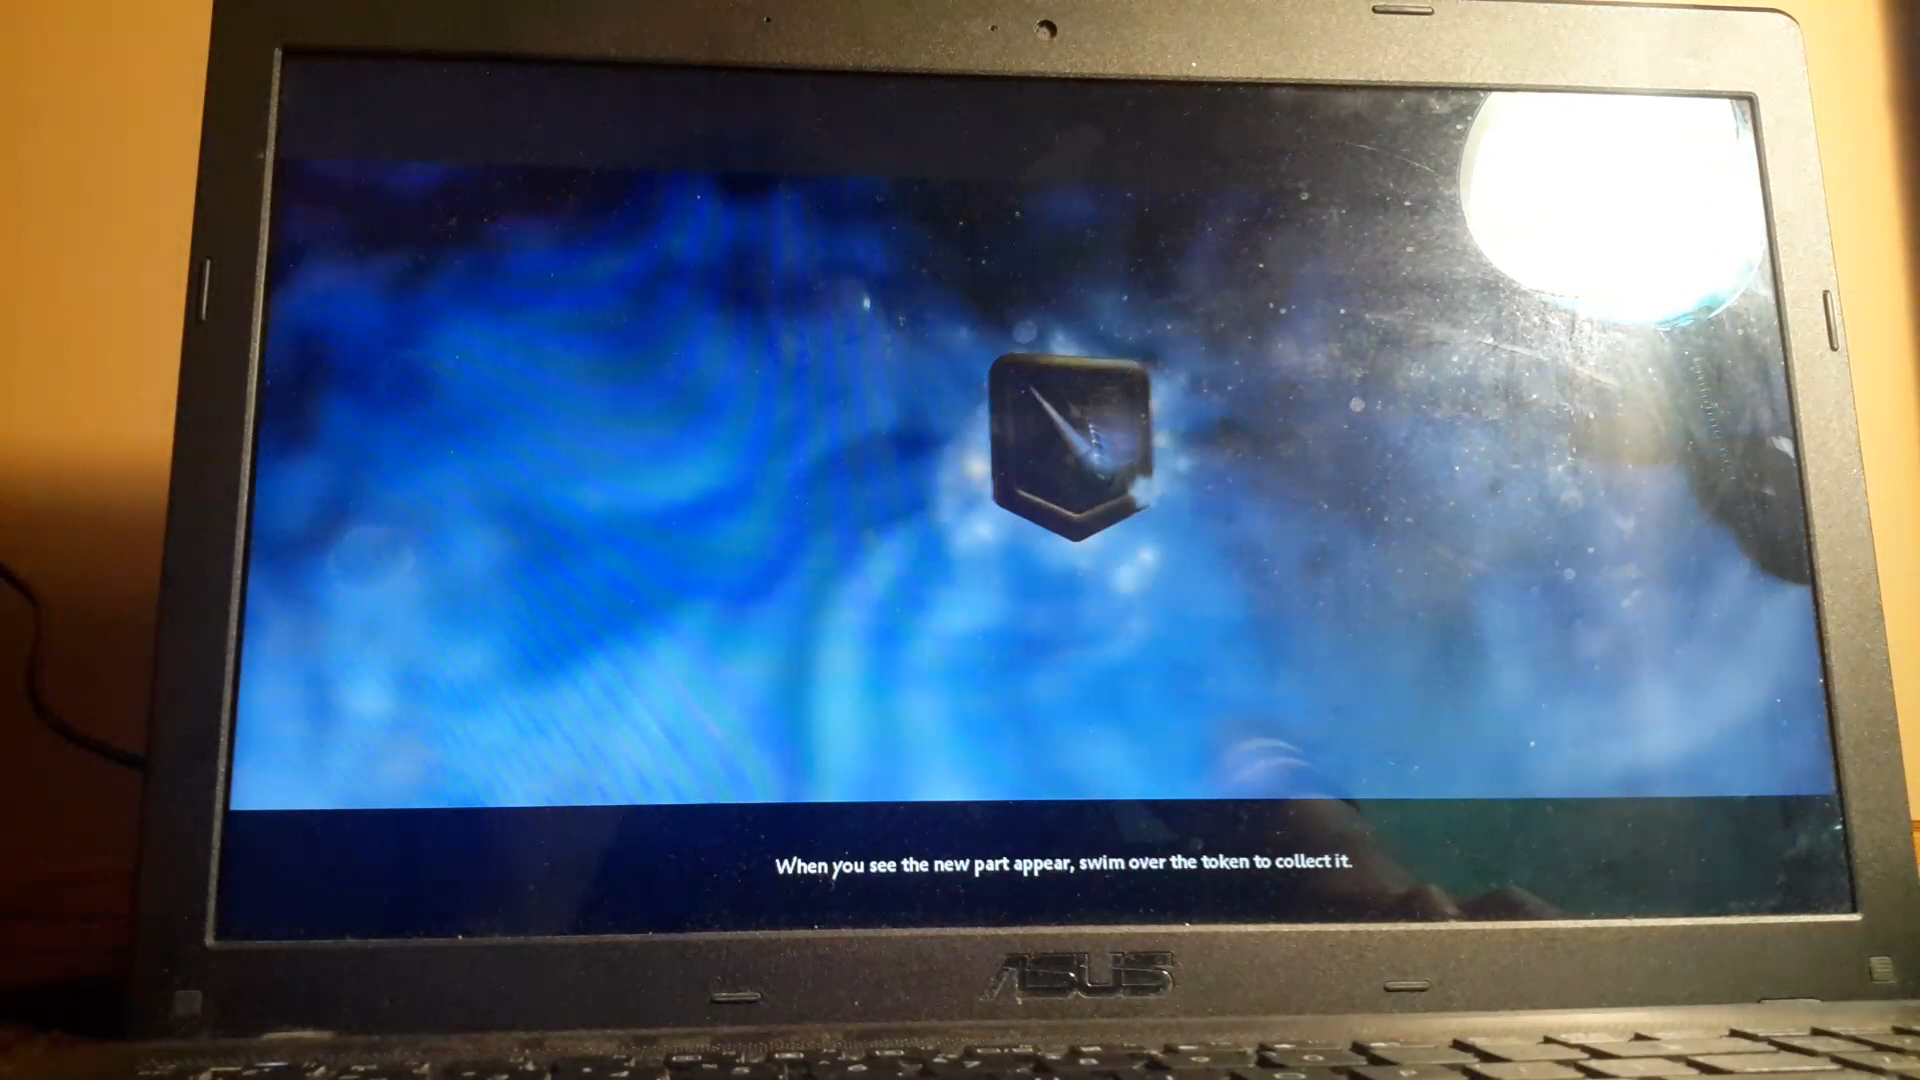 When you see the new part appear, swim over the token to collect it.
ASUS